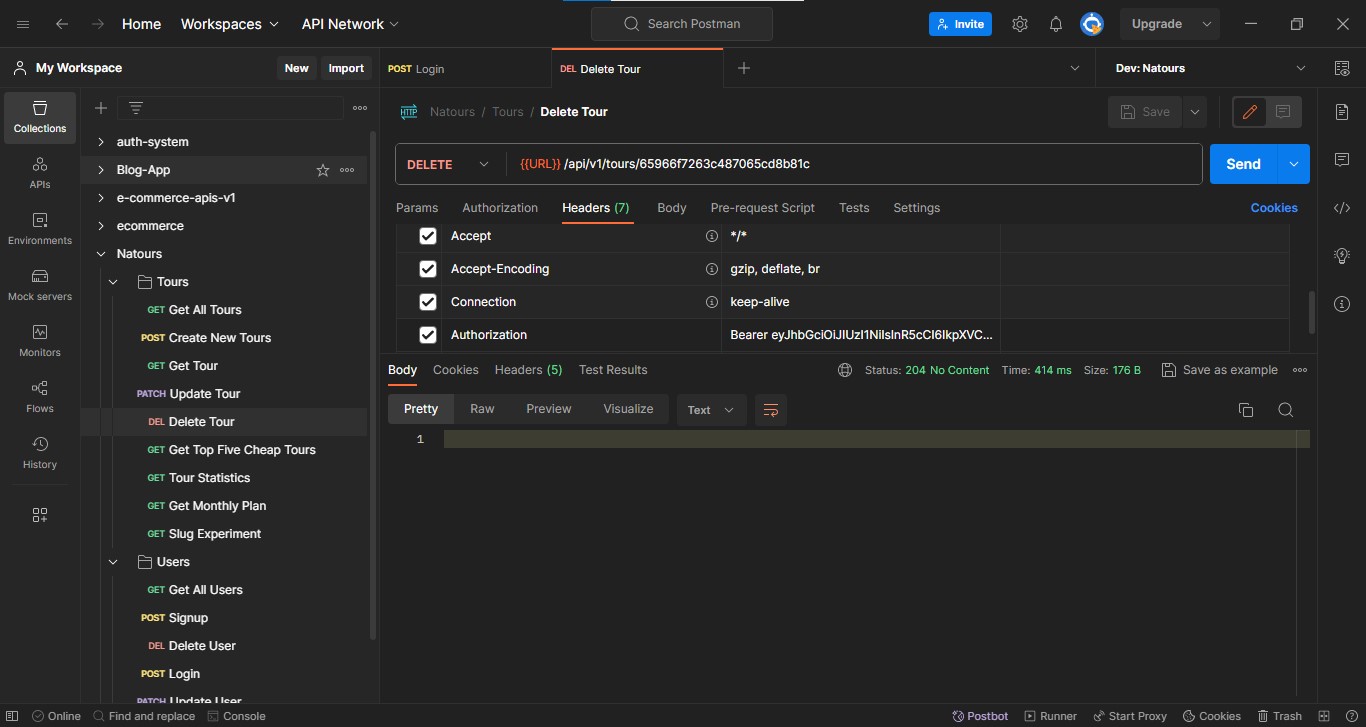 Home Workspaces API Network Search Postman Invite Upgrade
My Workspace New Import POST Login DEL Delete Tour Dev: Natours
Collections
APIs
Environments
Mock servers
Monitors
Flows
History
auth-system
Blog-App
e-commerce-apis-v1
ecommerce
Natours
Tours
GET Get All Tours
POST Create New Tours
GET Get Tour
PATCH Update Tour
DEL Delete Tour
GET Get Top Five Cheap Tours
GET Tour Statistics
GET Get Monthly Plan
GET Slug Experiment
Users
GET Get All Users
POST Signup
DEL Delete User
POST Login
PATCH Update User
HTTP Natours / Tours / Delete Tour Save
DELETE {{URL}} /api/v1/tours/65966f7263c487065cd8b81c Send
Params Authorization Headers (7) Body Pre-request Script Tests Settings Cookies
Accept */*
Accept-Encoding gzip, deflate, br
Connection keep-alive
Authorization Bearer eyJhbGciOiJIUzI1NiIsInR5cCI6IkpXVC...
Body Cookies Headers (5) Test Results Status: 204 No Content Time: 414 ms Size: 176 B Save as example
Pretty Raw Preview Visualize Text
1
Online Find and replace Console Postbot Runner Start Proxy Cookies Trash